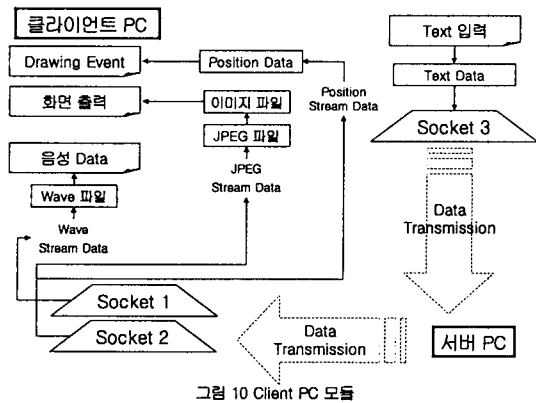 클라이언트 PC
Text 입력
Drawing Event
Position Data
Text Data
화면 출력
이미지 파일
Position
Stream Data
Socket 3
JPEG 파일
음성 Data
JPEG
Stream Data
Wave 파일
Data
Transmission
Wave
Stream Data
Socket 1
Socket 2
Data
Transmission
서버 PC
그림 10 Client PC 모듈